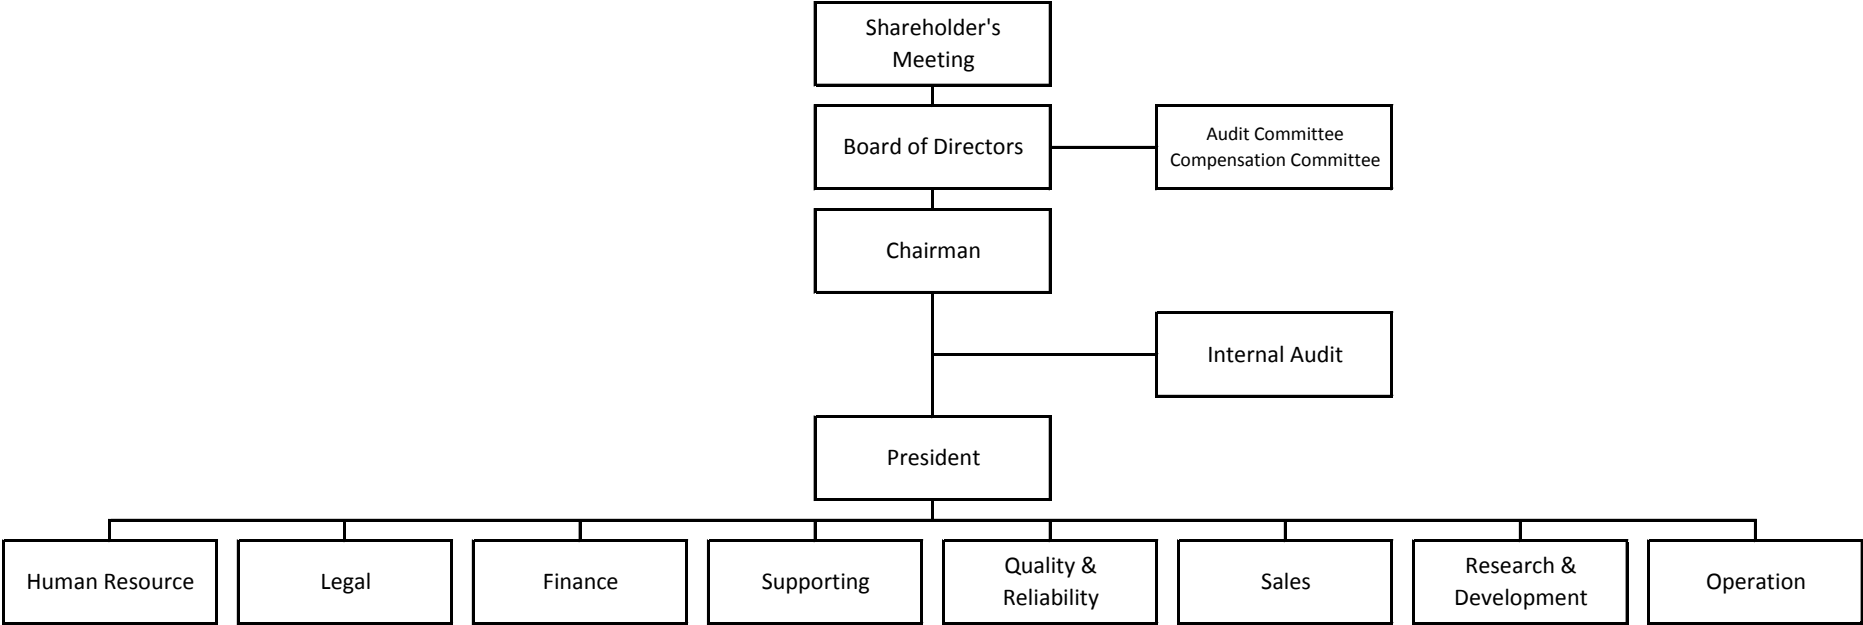 Shareholder's
Meeting
Board of Directors
Audit Committee
Compensation Committee
Chairman
Internal Audit
President
Human Resource
Legal
Finance
Supporting
Quality &
Reliability
Sales
Research &
Development
Operation